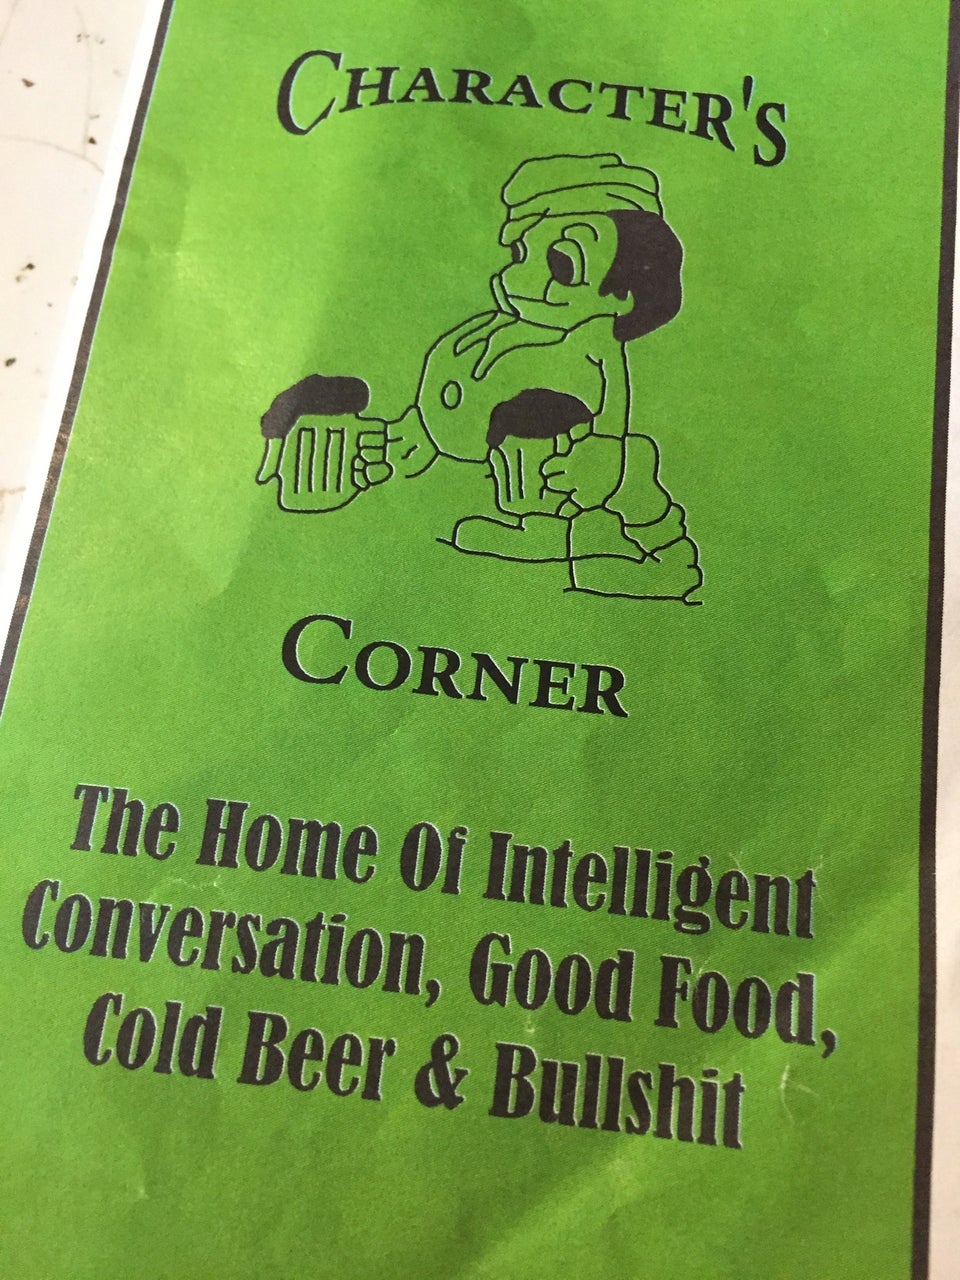 CHARACTER'S
CORNER
The Home Of Intelligent
Conversation, Good Food,
Cold Beer & Bullshit